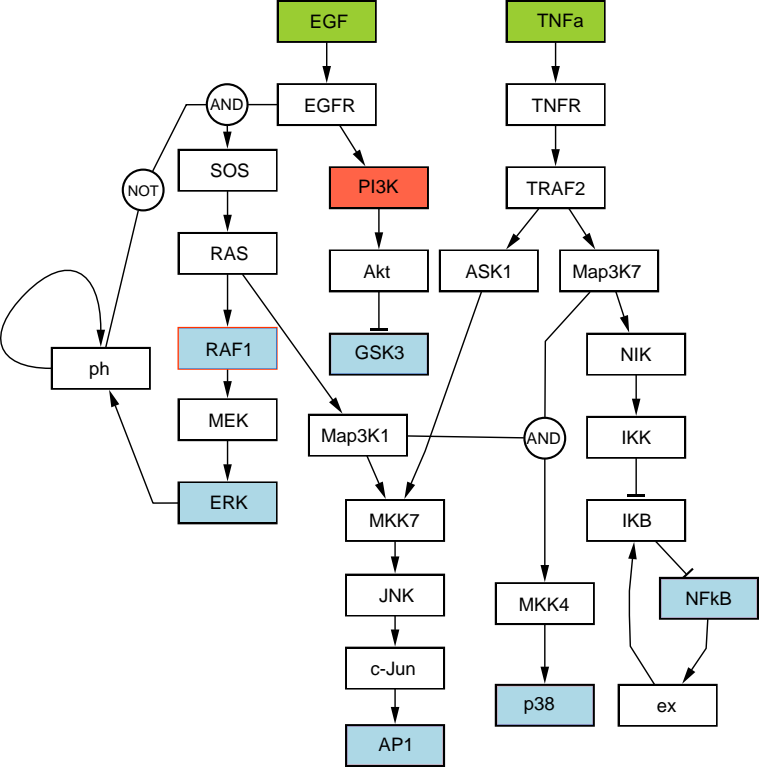 EGF
TNFa
AND
EGFR
TNFR
SOS
NOT
PI3K
TRAF2
RAS
Akt
ASK1
Map3K7
RAF1
GSK3
NIK
ph
MEK
Map3K1
AND
IKK
ERK
MKK7
IKB
JNK
MKK4
NFkB
c-Jun
p38
ex
AP1